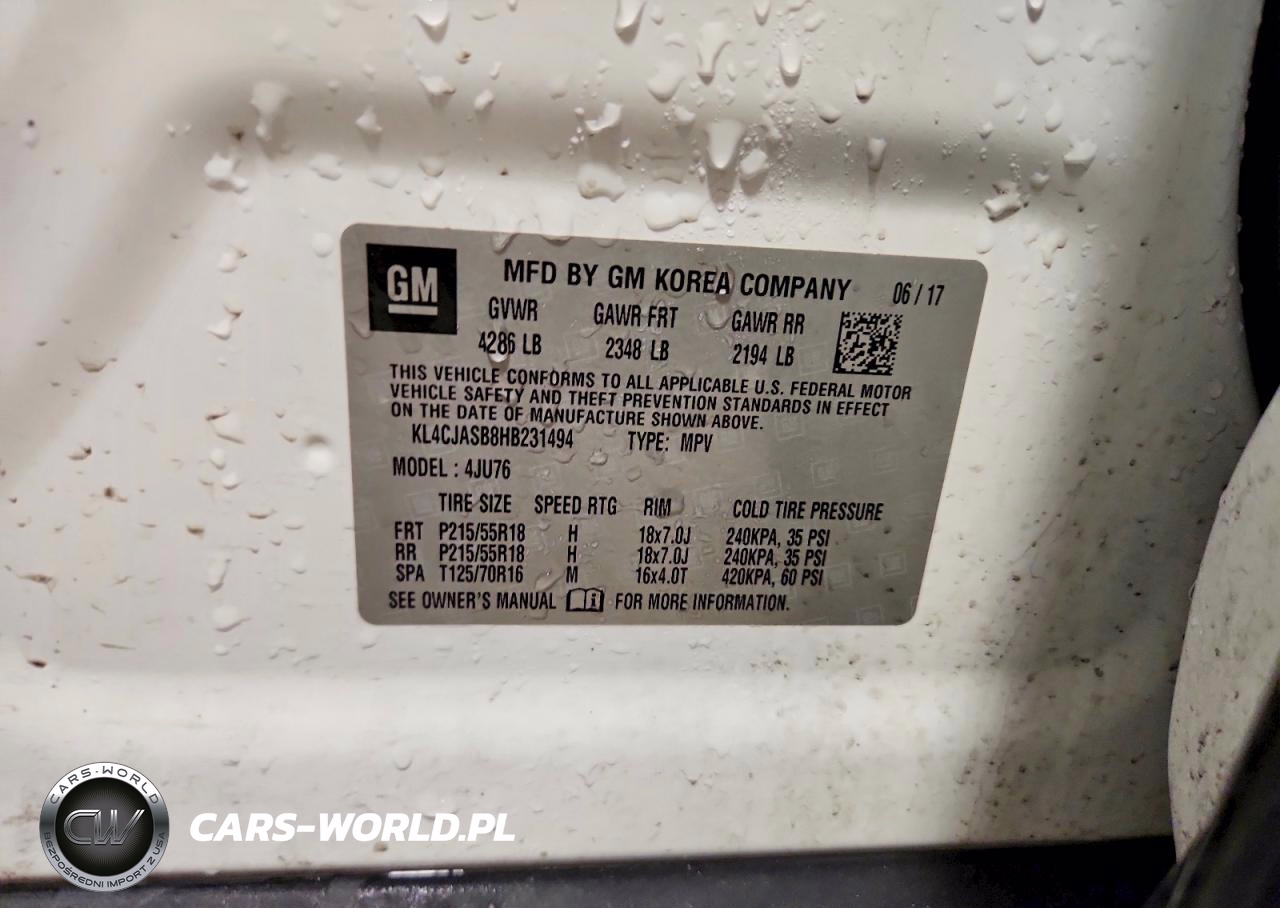 GM
MFD BY GM KOREA COMPANY 06 / 17
GVWR GAWR FRT GAWR RR
4286 LB 2348 LB 2194 LB
THIS VEHICLE CONFORMS TO ALL APPLICABLE U.S. FEDERAL MOTOR
VEHICLE SAFETY AND THEFT PREVENTION STANDARDS IN EFFECT
ON THE DATE OF MANUFACTURE SHOWN ABOVE.
KL4CJASB8HB231494 TYPE: MPV
MODEL : 4JU76
TIRE SIZE SPEED RTG RIM COLD TIRE PRESSURE
FRT P215/55R18 H 18x7.0J 240KPA, 35 PSI
RR P215/55R18 H 18x7.0J 240KPA, 35 PSI
SPA T125/70R16 M 16x4.0T 420KPA, 60 PSI
SEE OWNER'S MANUAL FOR MORE INFORMATION.
CARS-WORLD
CW
BEZPOŚREDNI IMPORT Z USA
CARS-WORLD.PL